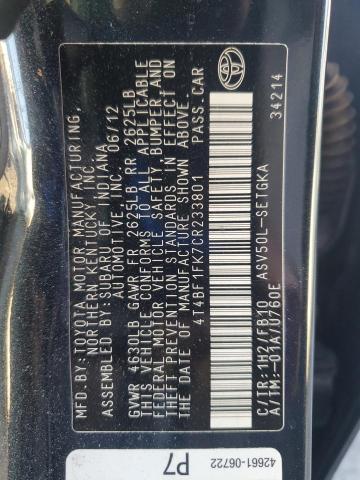 MFD.BY:TOYOTA MOTOR MANUFACTURING,
NORTHERN KENTUCKY, INC.
ASSEMBLED BY: SUBARU OF INDIANA
AUTOMOTIVE, INC. 06/12
GVWR 4630LB GAWR FR 2625LB RR 2625LB
THIS VEHICLE CONFORMS TO ALL APPLICABLE
FEDERAL MOTOR VEHICLE SAFETY, BUMPER, AND
THEFT PREVENTION STANDARDS IN EFFECT ON
THE DATE OF MANUFACTURE SHOWN ABOVE.
4T4BF1FK7CR233801 PASS.CAR
C/TR:1H2/FB10 ASV50L-SETGKA
A/TM:-01A/U760E
34214
42661-06722
P7